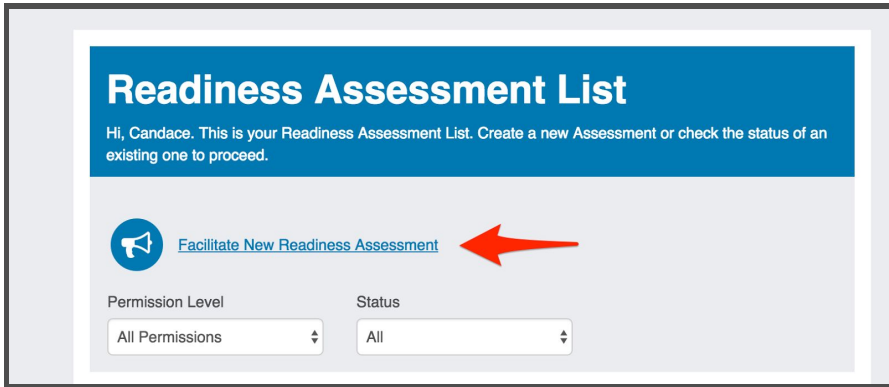 Readiness Assessment List
Hi, Candace. This is your Readiness Assessment List. Create a new Assessment or check the status of an
existing one to proceed.
Facilitate New Readiness Assessment
Permission Level Status
All Permissions All